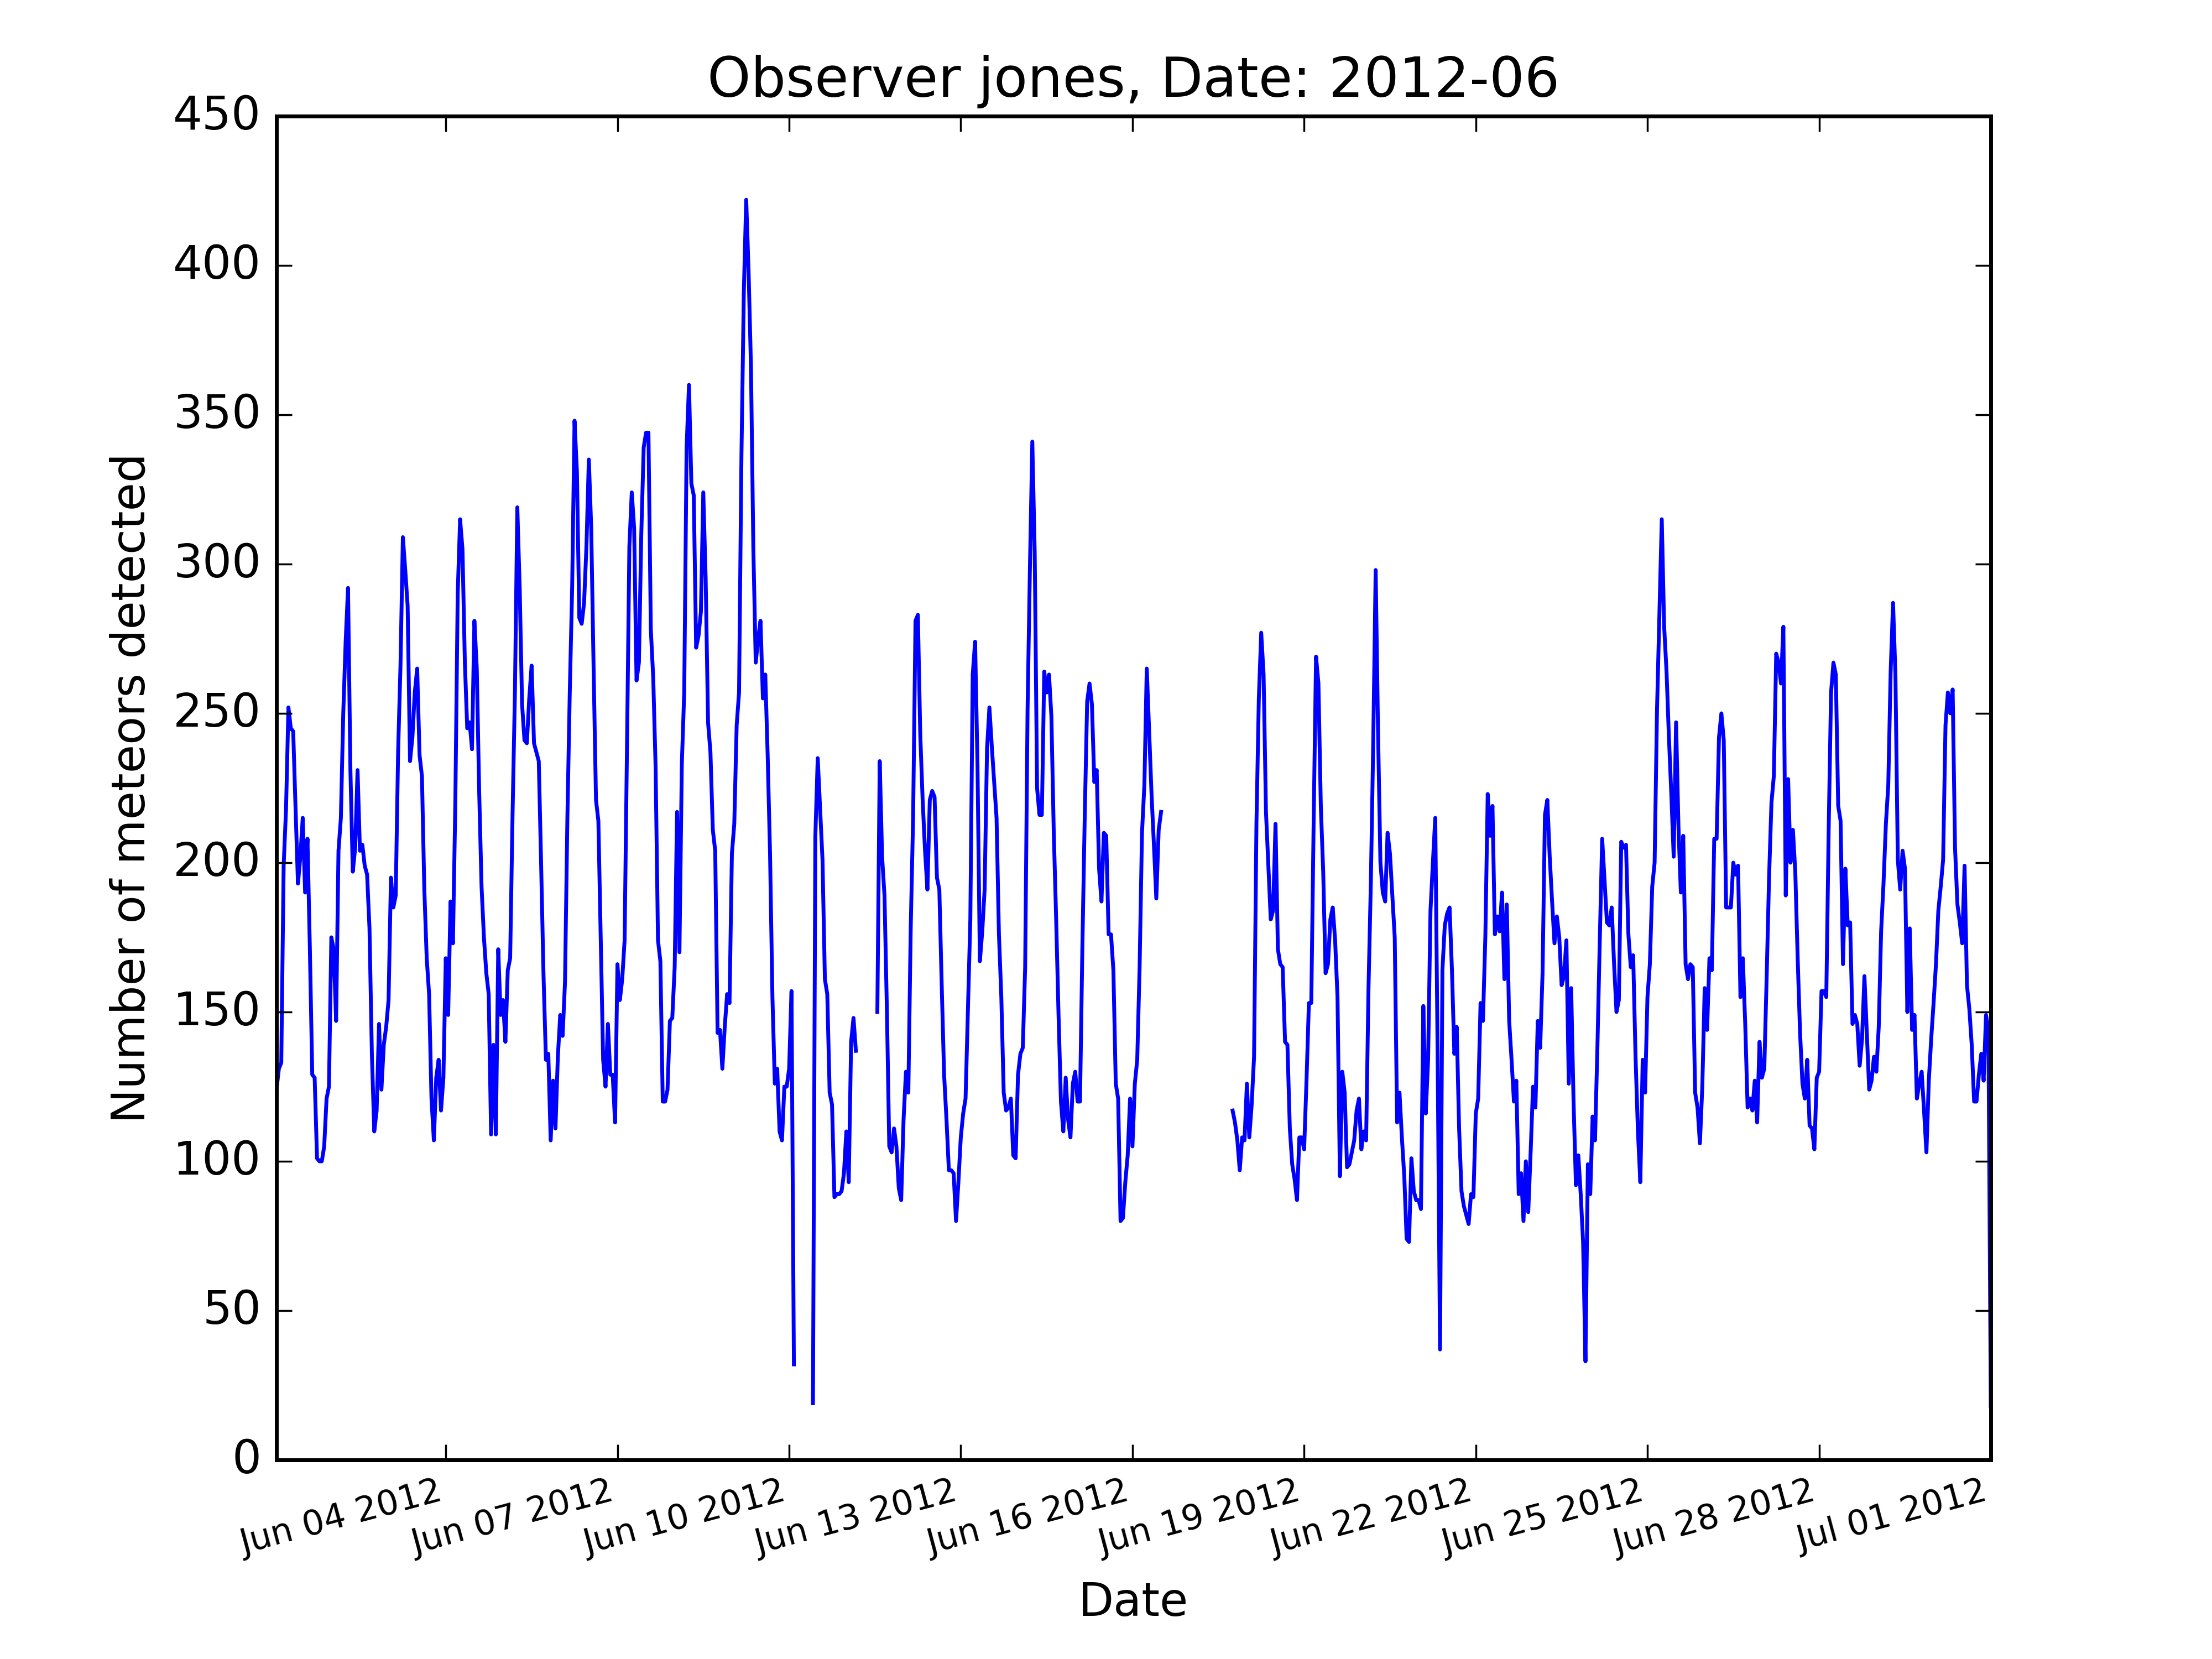 Observer jones, Date: 2012-06
450
400
350
300
250
200
150
100
50
0
Number of meteors detected
Jun 04 2012
Jun 07 2012
Jun 10 2012
Jun 13 2012
Jun 16 2012
Jun 19 2012
Jun 22 2012
Jun 25 2012
Jun 28 2012
Jul 01 2012
Date